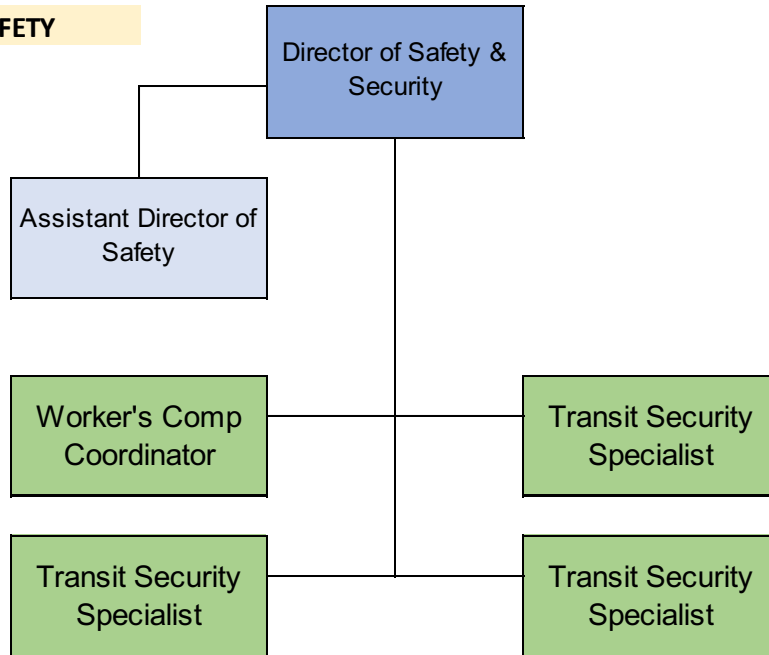 FETY
Director of Safety &
Security
Assistant Director of
Safety
Worker's Comp
Coordinator
Transit Security
Specialist
Transit Security
Specialist
Transit Security
Specialist